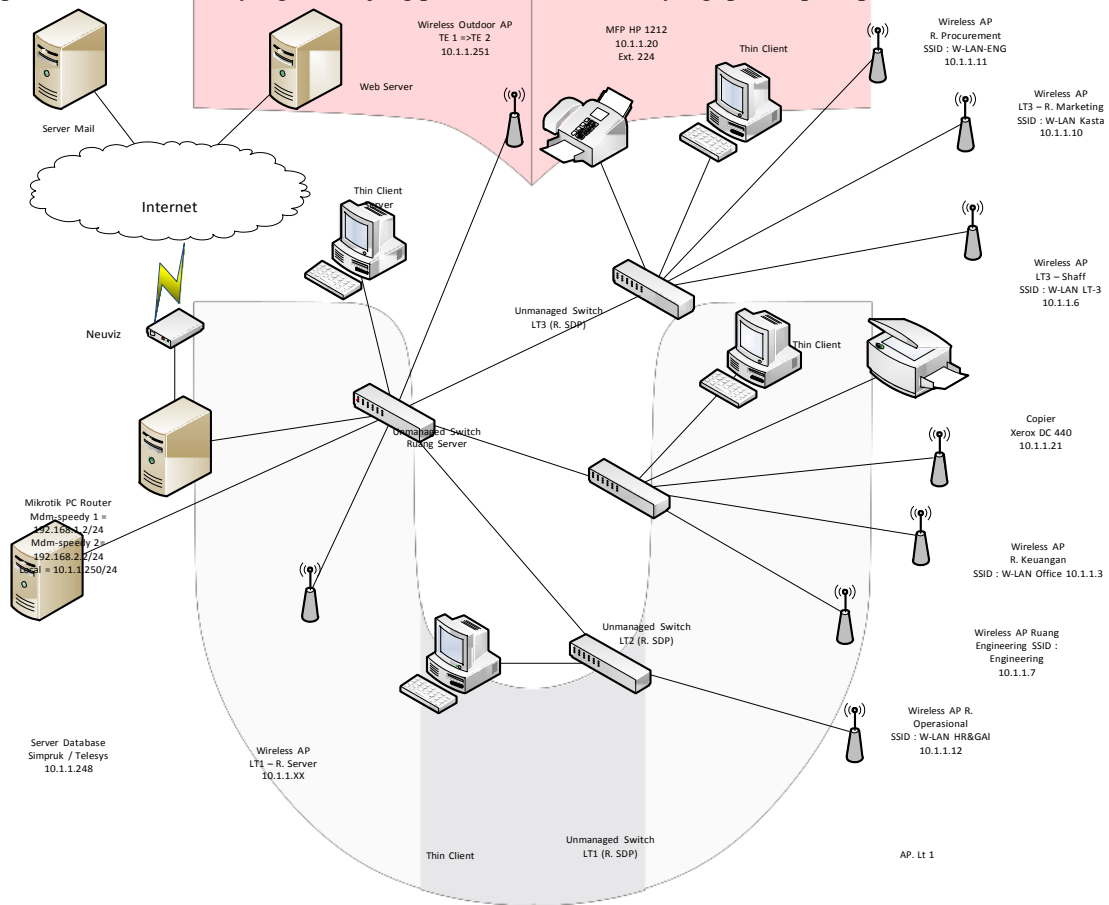 Wireless Outdoor AP
TE 1 =>TE 2
10.1.1.251
MFP HP 1212
10.1.1.20
Ext. 224
Thin Client
Wireless AP
R. Procurement
SSID : W-LAN-ENG
10.1.1.11
Web Server
Server Mail
Wireless AP
LT3 – R. Marketing
SSID : W-LAN Kasta
10.1.1.10
Internet
Thin Client
Server
Wireless AP
LT3 – Shaff
SSID : W-LAN LT-3
10.1.1.6
Neuviz
Unmanaged Switch
LT3 (R. SDP)
Thin Client
Unmanaged Switch
Ruang Server
Copier
Xerox DC 440
10.1.1.21
Mikrotik PC Router
Mdm-speedy 1 =
192.168.1.2/24
Mdm-speedy 2=
192.168.2.2/24
Local = 10.1.1.250/24
Wireless AP
R. Keuangan
SSID : W-LAN Office 10.1.1.3
Unmanaged Switch
LT2 (R. SDP)
Wireless AP Ruang
Engineering SSID :
Engineering
10.1.1.7
Wireless AP R.
Operasional
SSID : W-LAN HR&GAI
10.1.1.12
Server Database
Simpruk / Telesys
10.1.1.248
Wireless AP
LT1 – R. Server
10.1.1.XX
Thin Client
Unmanaged Switch
LT1 (R. SDP)
AP. Lt 1